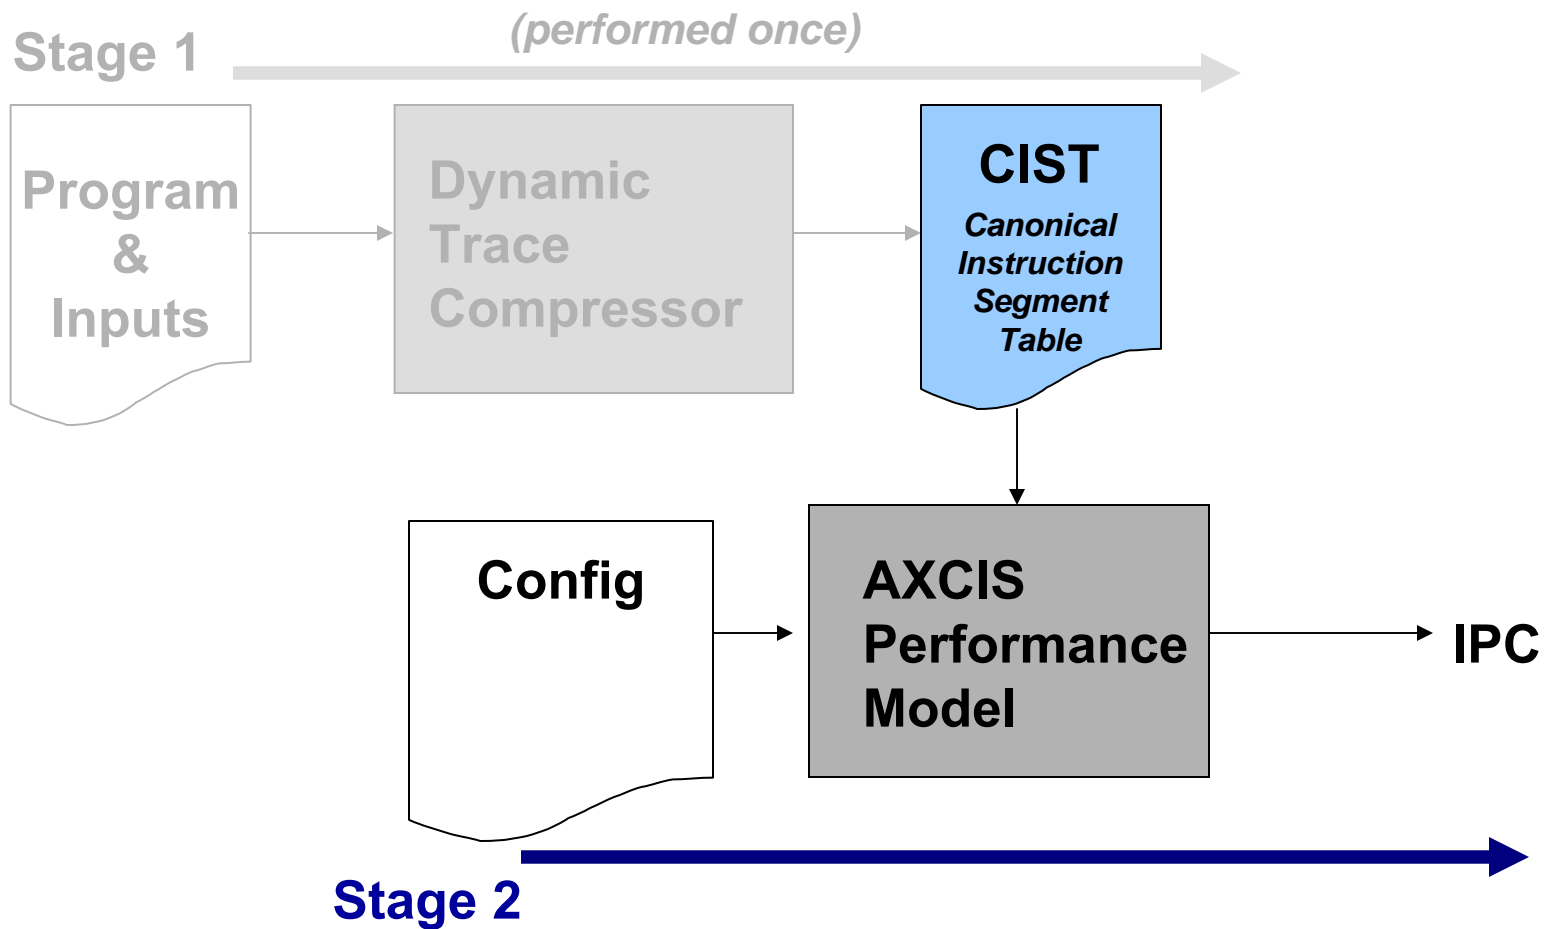 Stage 1
(performed once)
Program
&
Inputs
Dynamic
Trace
Compressor
CIST
Canonical
Instruction
Segment
Table
Config
AXCIS
Performance
Model
IPC
Stage 2